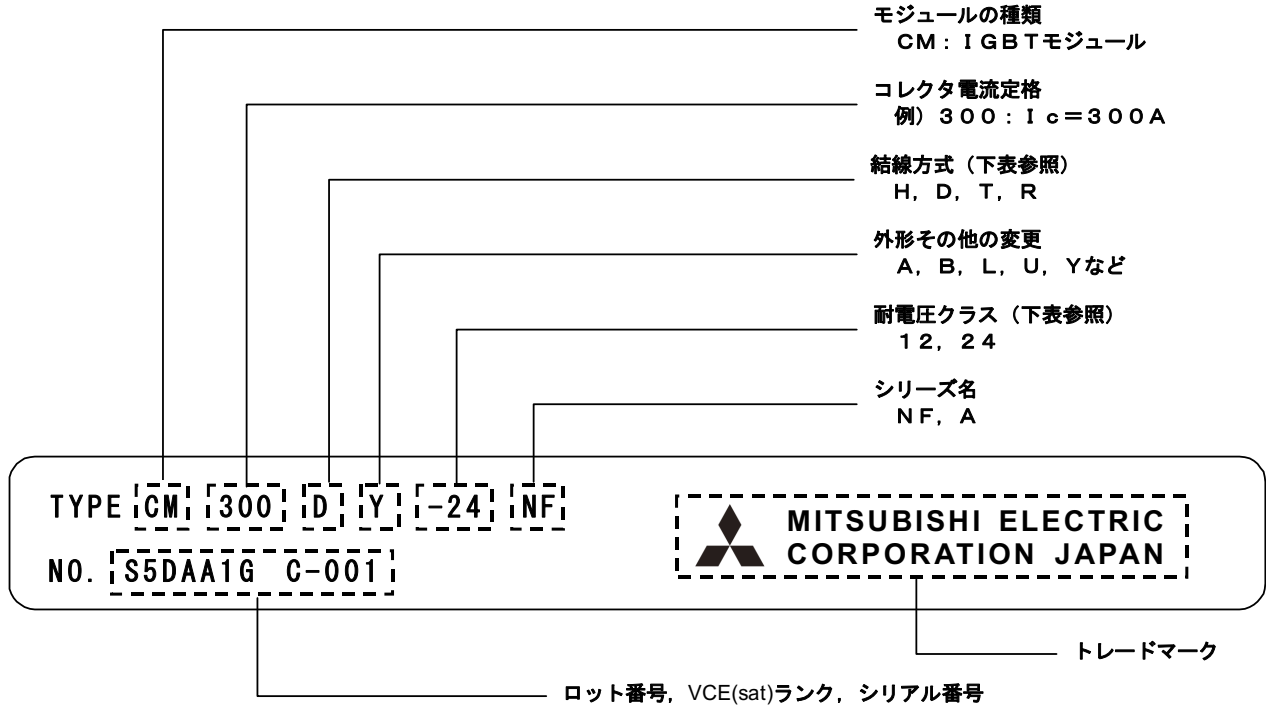 モジュールの種類
CM:IGBTモジュール
コレクタ電流定格
例)300:Ic=300A
結線方式(下表参照)
H,D,T,R
外形その他の変更
A,B,L,U,Yなど
耐電圧クラス(下表参照)
12,24
シリーズ名
NF,A
TYPE CM 300 D Y -24 NF
NO. S5DAA1G C-001
MITSUBISHI ELECTRIC
CORPORATION JAPAN
トレードマーク
ロット番号,VCE(sat)ランク,シリアル番号